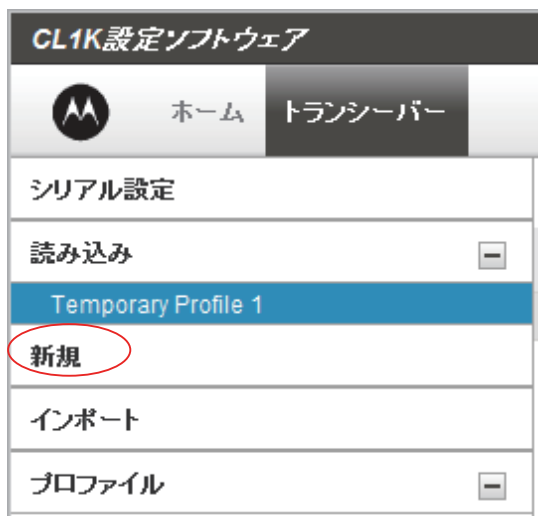 CL1K設定ソフトウェア
ホーム トランシーバー
シリアル設定
読み込み
Temporary Profile 1
新規
インポート
プロファイル